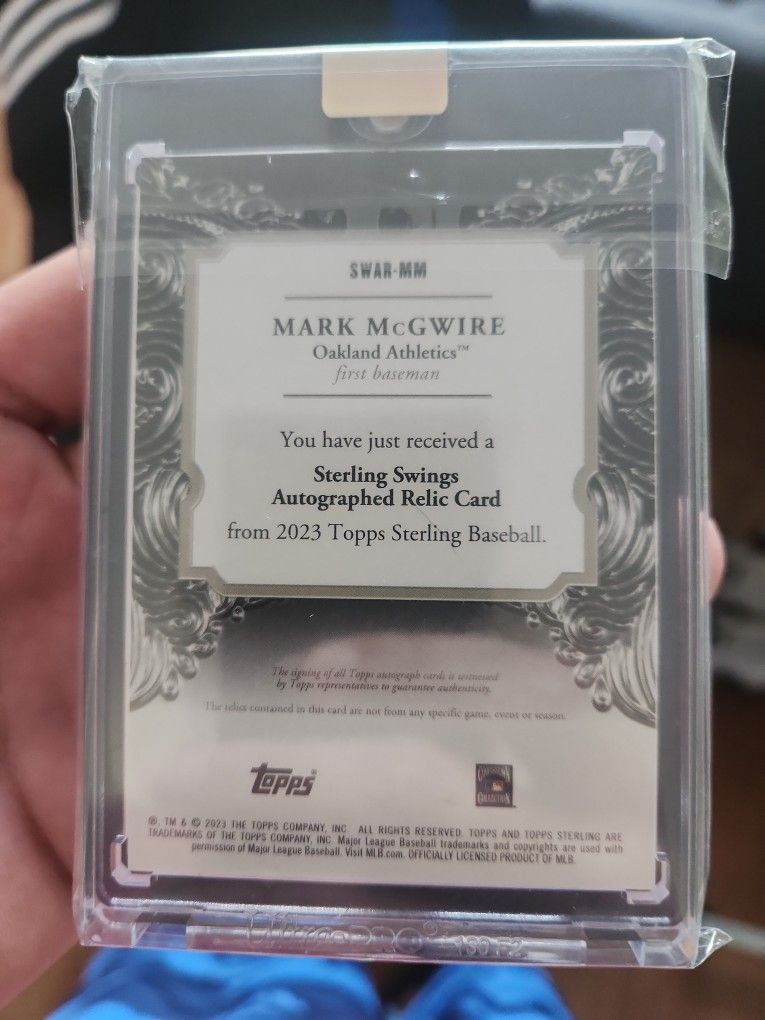 SWAR-MM
MARK McGWIRE
Oakland Athletics™
first baseman
You have just received a
Sterling Swings
Autographed Relic Card
from 2023 Topps Sterling Baseball.
The signing of all Topps autograph cards is witnessed
by Topps representatives to guarantee authenticity.
The relics contained in this card are not from any specific game, event or season.
topps®
COOPERSTOWN
COLLECTION
®, TM & © 2023 THE TOPPS COMPANY, INC. ALL RIGHTS RESERVED. TOPPS AND TOPPS STERLING ARE
TRADEMARKS OF THE TOPPS COMPANY, INC. Major League Baseball trademarks and copyrights are used with
permission of Major League Baseball. Visit MLB.com. OFFICIALLY LICENSED PRODUCT OF MLB.
Ultra PRO®